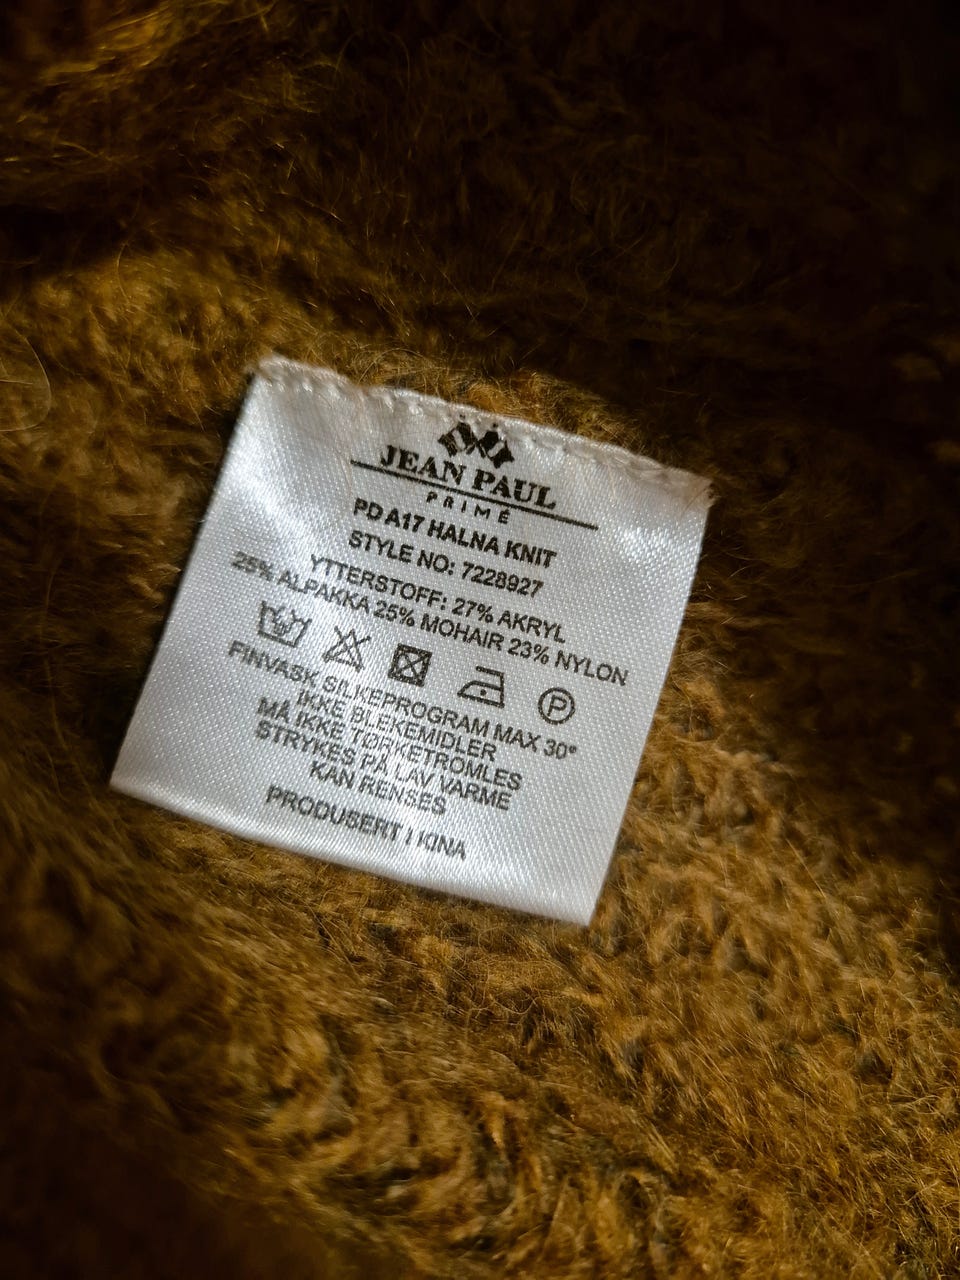 JEAN PAUL
PRIMÉ
PD A17 HALNA KNIT
STYLE NO: 7228927
YTTERSTOFF: 27% AKRYL
25% ALPAKKA 25% MOHAIR 23% NYLON
P
FINVASK SILKEPROGRAM MAX 30°
IKKE BLEKEMIDLER
MÅ IKKE TØRKETROMLES
STRYKES PÅ LAV VARME
KAN RENSES
PRODUSERT I KINA